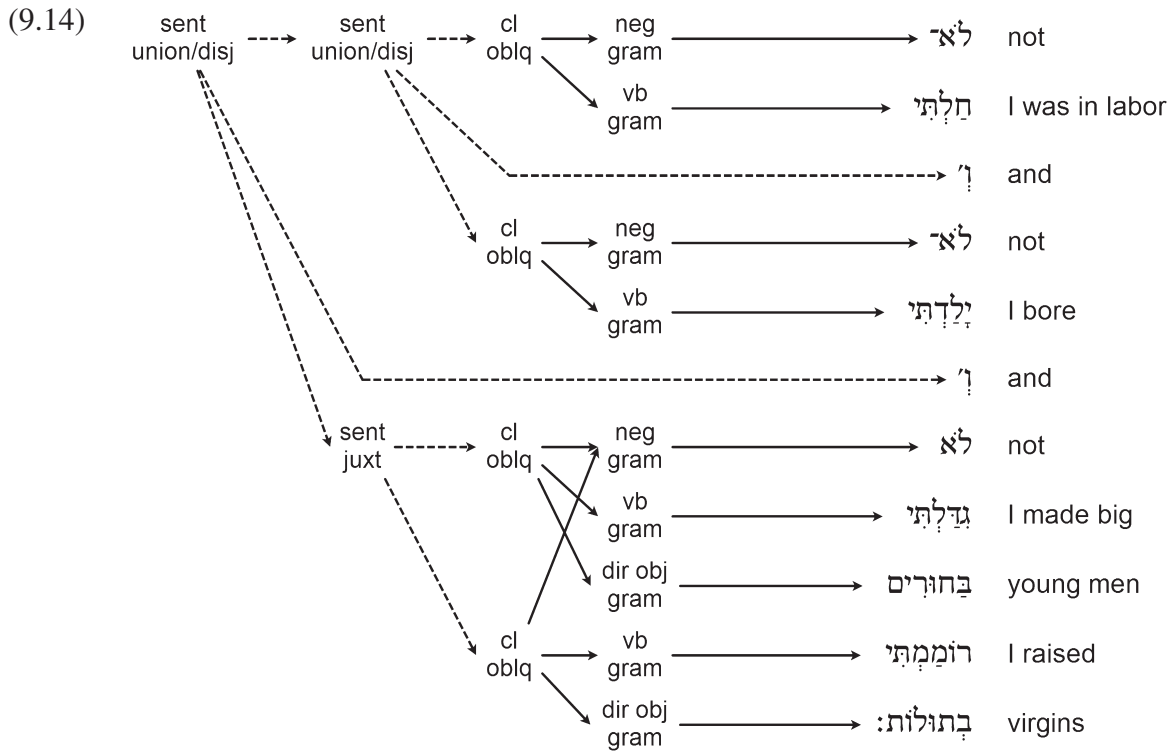 (9.14)
sent sent cl neg
union/disj union/disj oblq gram לֹא־ not
vb
gram חַלְתִּי I was in labor
וְ׳ and
cl neg
oblq gram לֹא־ not
vb
gram יָלַדְתִּי I bore
וְ׳ and
sent cl neg
juxt oblq gram לֹא not
vb
gram גִדַּלְתִּי I made big
dir obj
gram בַּחוּרִים young men
cl vb
oblq gram רוֹמַמְתִּי I raised
dir obj
gram בְתוּלוֹת׃ virgins